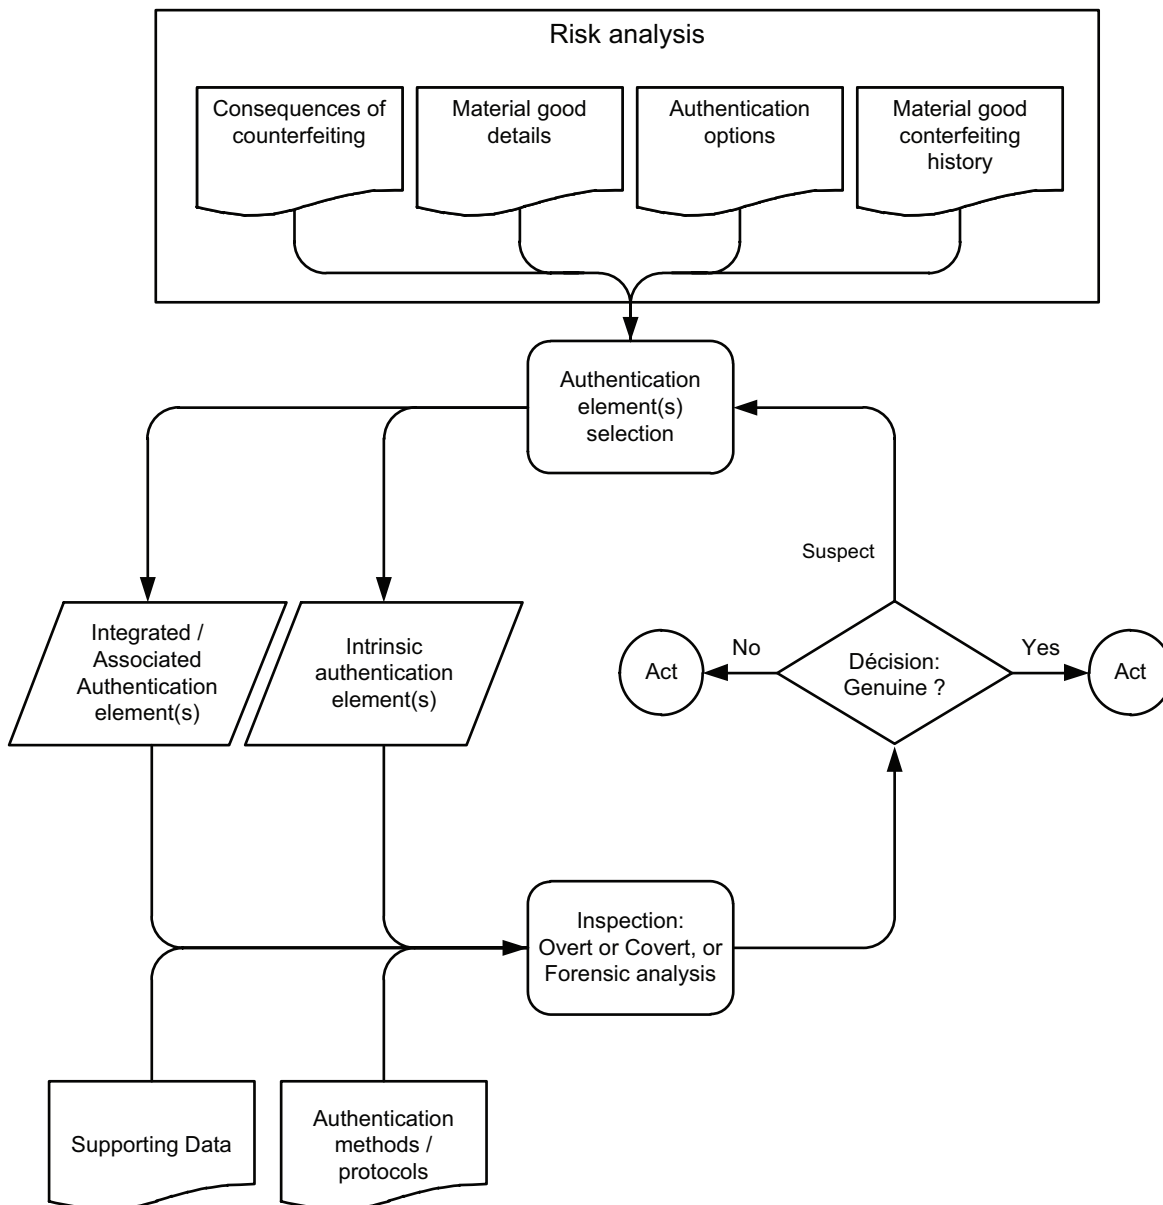 Risk analysis
Consequences of
counterfeiting
Material good
details
Authentication
options
Material good
conterfeiting
history
Authentication
element(s)
selection
Suspect
Integrated /
Associated
Authentication
element(s)
Intrinsic
authentication
element(s)
Act
No
Décision:
Genuine ?
Yes
Act
Inspection:
Overt or Covert, or
Forensic analysis
Supporting Data
Authentication
methods /
protocols